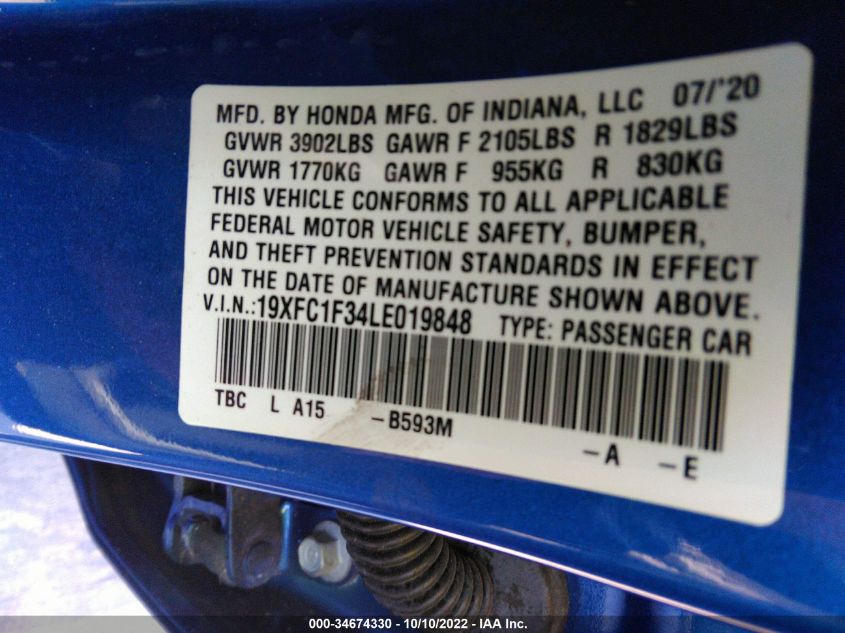 MFD. BY HONDA MFG. OF INDIANA, LLC 07/'20
GVWR 3902LBS GAWR F 2105LBS R 1829LBS
GVWR 1770KG GAWR F 955KG R 830KG
THIS VEHICLE CONFORMS TO ALL APPLICABLE
FEDERAL MOTOR VEHICLE SAFETY, BUMPER,
AND THEFT PREVENTION STANDARDS IN EFFECT
ON THE DATE OF MANUFACTURE SHOWN ABOVE.
V.I.N.:19XFC1F34LE019848 TYPE: PASSENGER CAR
TBC L A15 -B593M -A -E
000-34674330 - 10/10/2022 - IAA Inc.